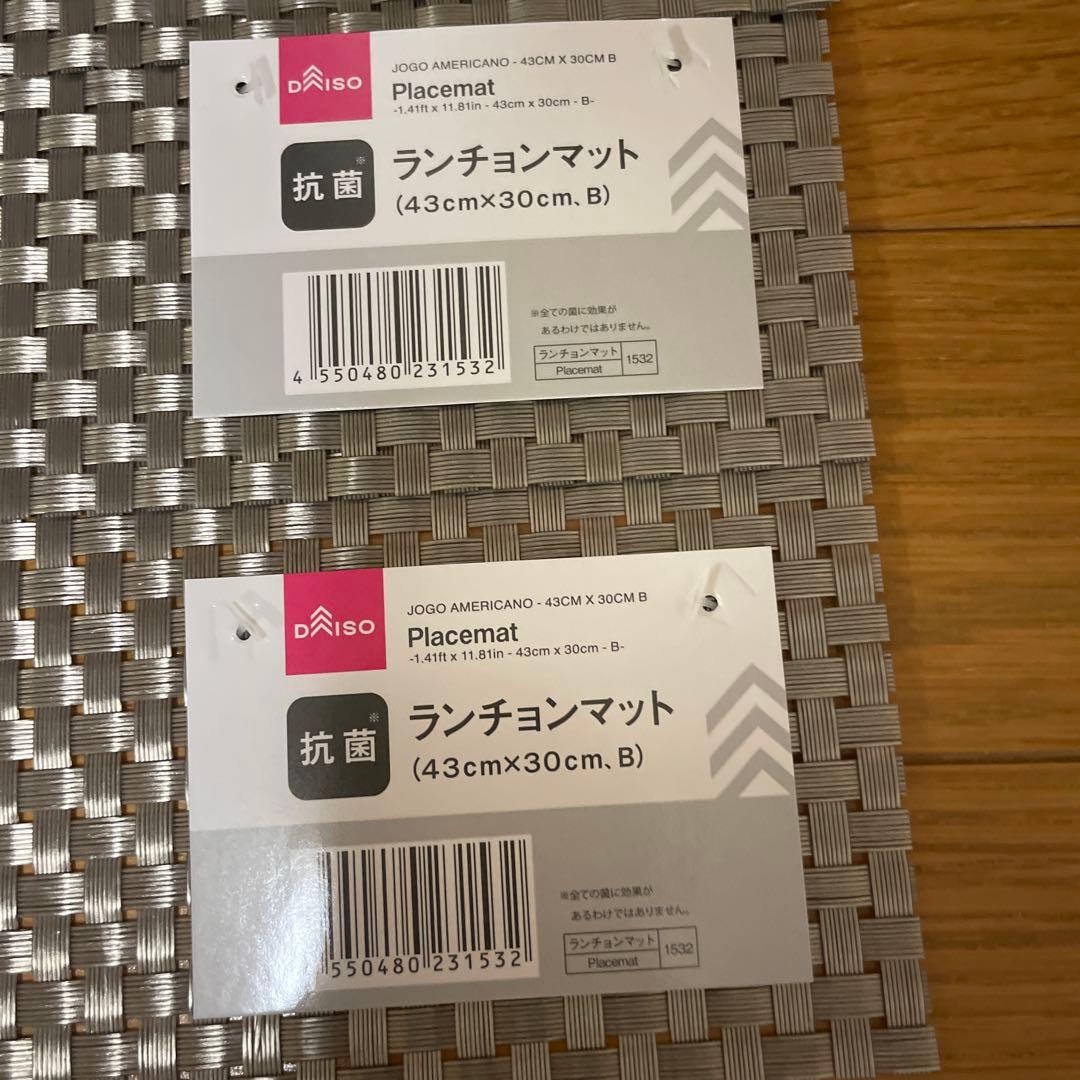 DAISO
JOGO AMERICANO - 43CM X 30CM B
Placemat
-1.41ft x 11.81in - 43cm x 30cm - B-
抗菌※
ランチョンマット
(43cm×30cm、B)
4 550480 231532
※全ての菌に効果が
あるわけではありません。
ランチョンマット 1532
Placemat
DAISO
JOGO AMERICANO - 43CM X 30CM B
Placemat
-1.41ft x 11.81in - 43cm x 30cm - B-
抗菌※
ランチョンマット
(43cm×30cm、B)
550480 231532
※全ての菌に効果が
あるわけではありません。
ランチョンマット 1532
Placemat